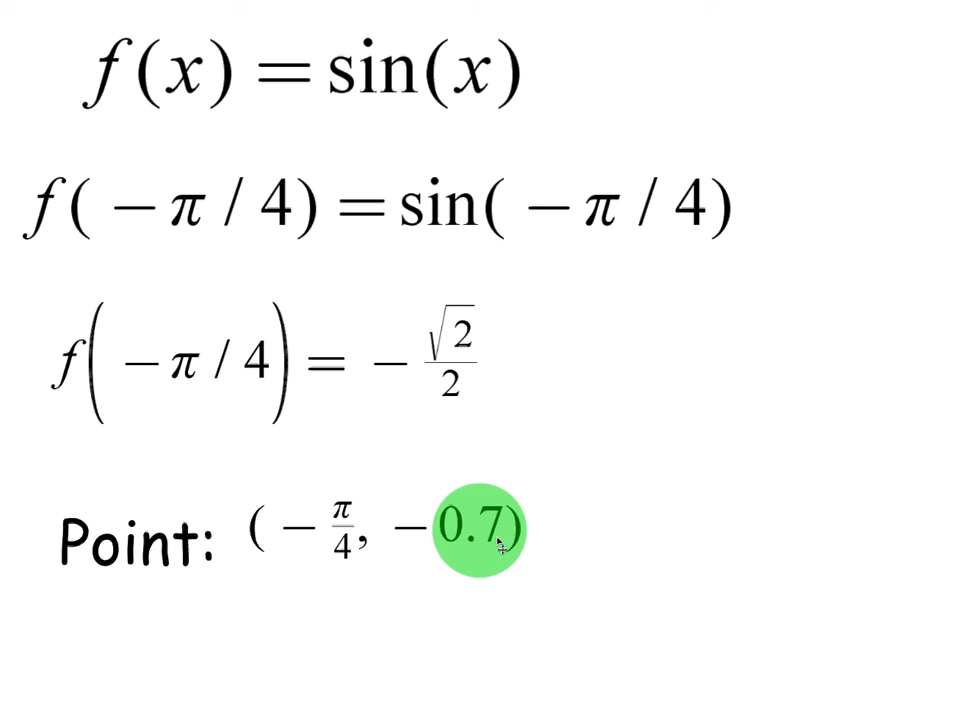 f(x) = sin(x)
f( − π / 4) = sin( − π / 4)
f( − π / 4) = − √2/2
Point: ( − π/4, − 0.7)